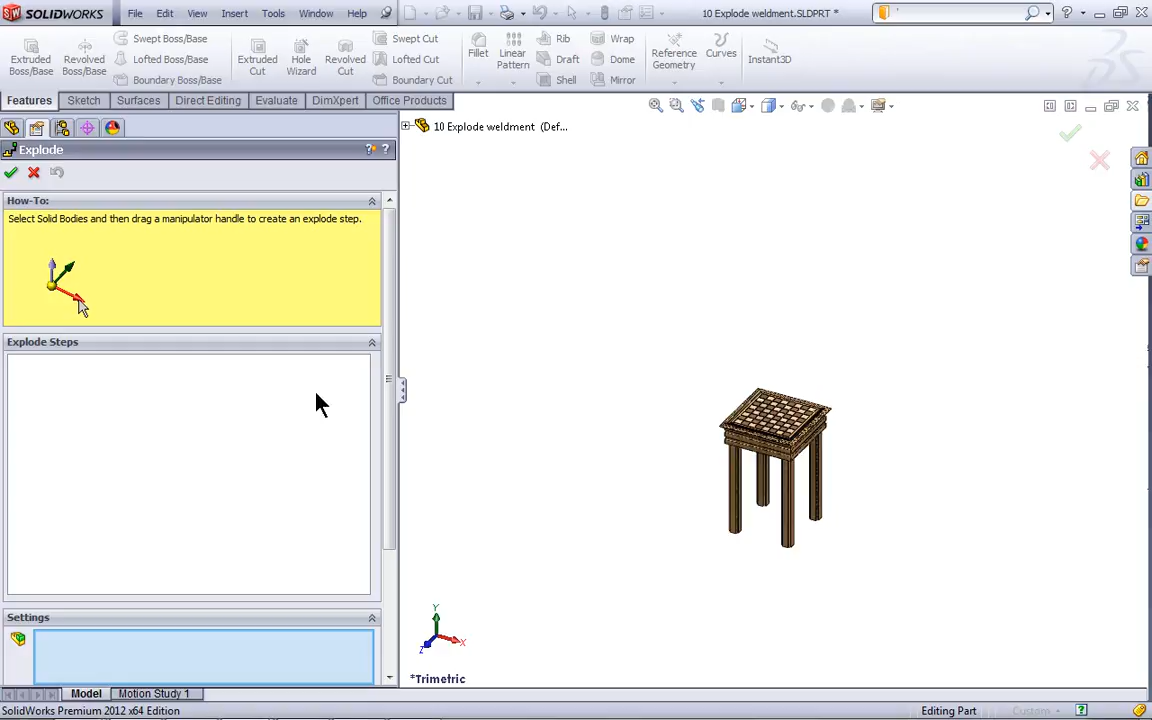 SOLIDWORKS File Edit View Insert Tools Window Help 10 Explode weldment.SLDPRT *
Extruded Boss/Base
Revolved Boss/Base
Swept Boss/Base
Lofted Boss/Base
Boundary Boss/Base
Extruded Cut
Hole Wizard
Revolved Cut
Swept Cut
Lofted Cut
Boundary Cut
Fillet
Linear Pattern
Rib
Draft
Shell
Wrap
Dome
Mirror
Reference Geometry
Curves
Instant3D
Features Sketch Surfaces Direct Editing Evaluate DimXpert Office Products
10 Explode weldment (Def...
Explode
How-To:
Select Solid Bodies and then drag a manipulator handle to create an explode step.
Explode Steps
Settings
Y
X
Z
*Trimetric
Model Motion Study 1
SolidWorks Premium 2012 x64 Edition Editing Part Custom